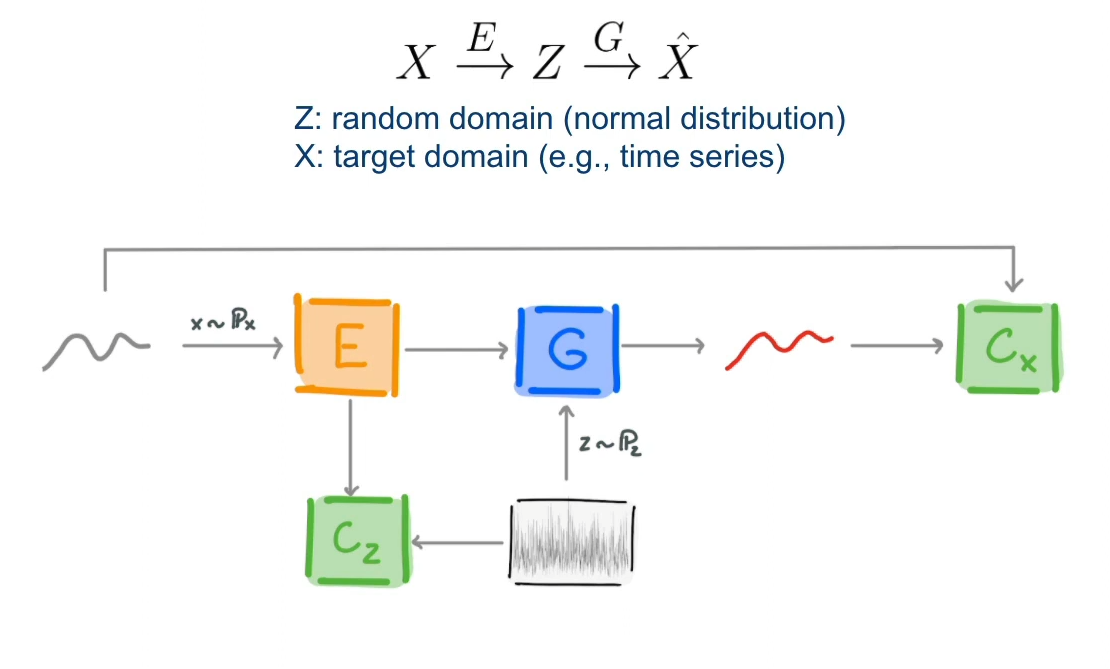 X →E Z →G X̂
Z: random domain (normal distribution)
X: target domain (e.g., time series)
x ~ ℙx
E
G
Cx
z ~ ℙz
Cz